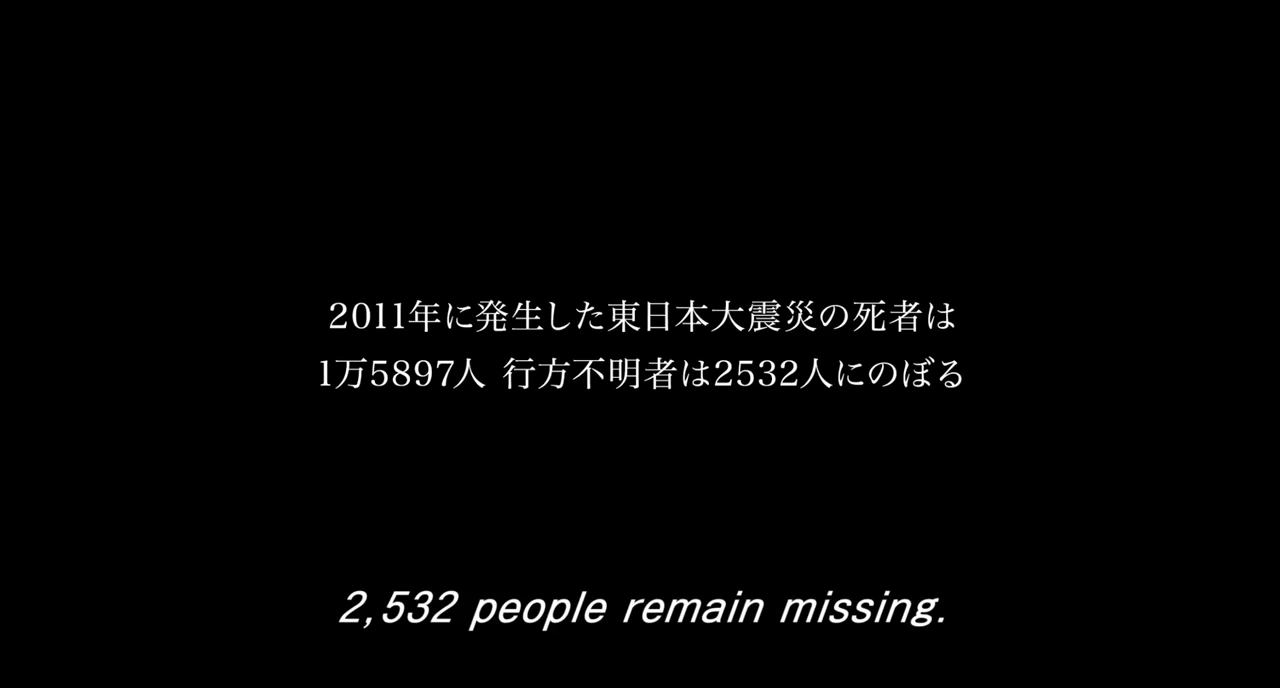 2011年に発生した東日本大震災の死者は
1万5897人 行方不明者は2532人にのぼる
2,532 people remain missing.